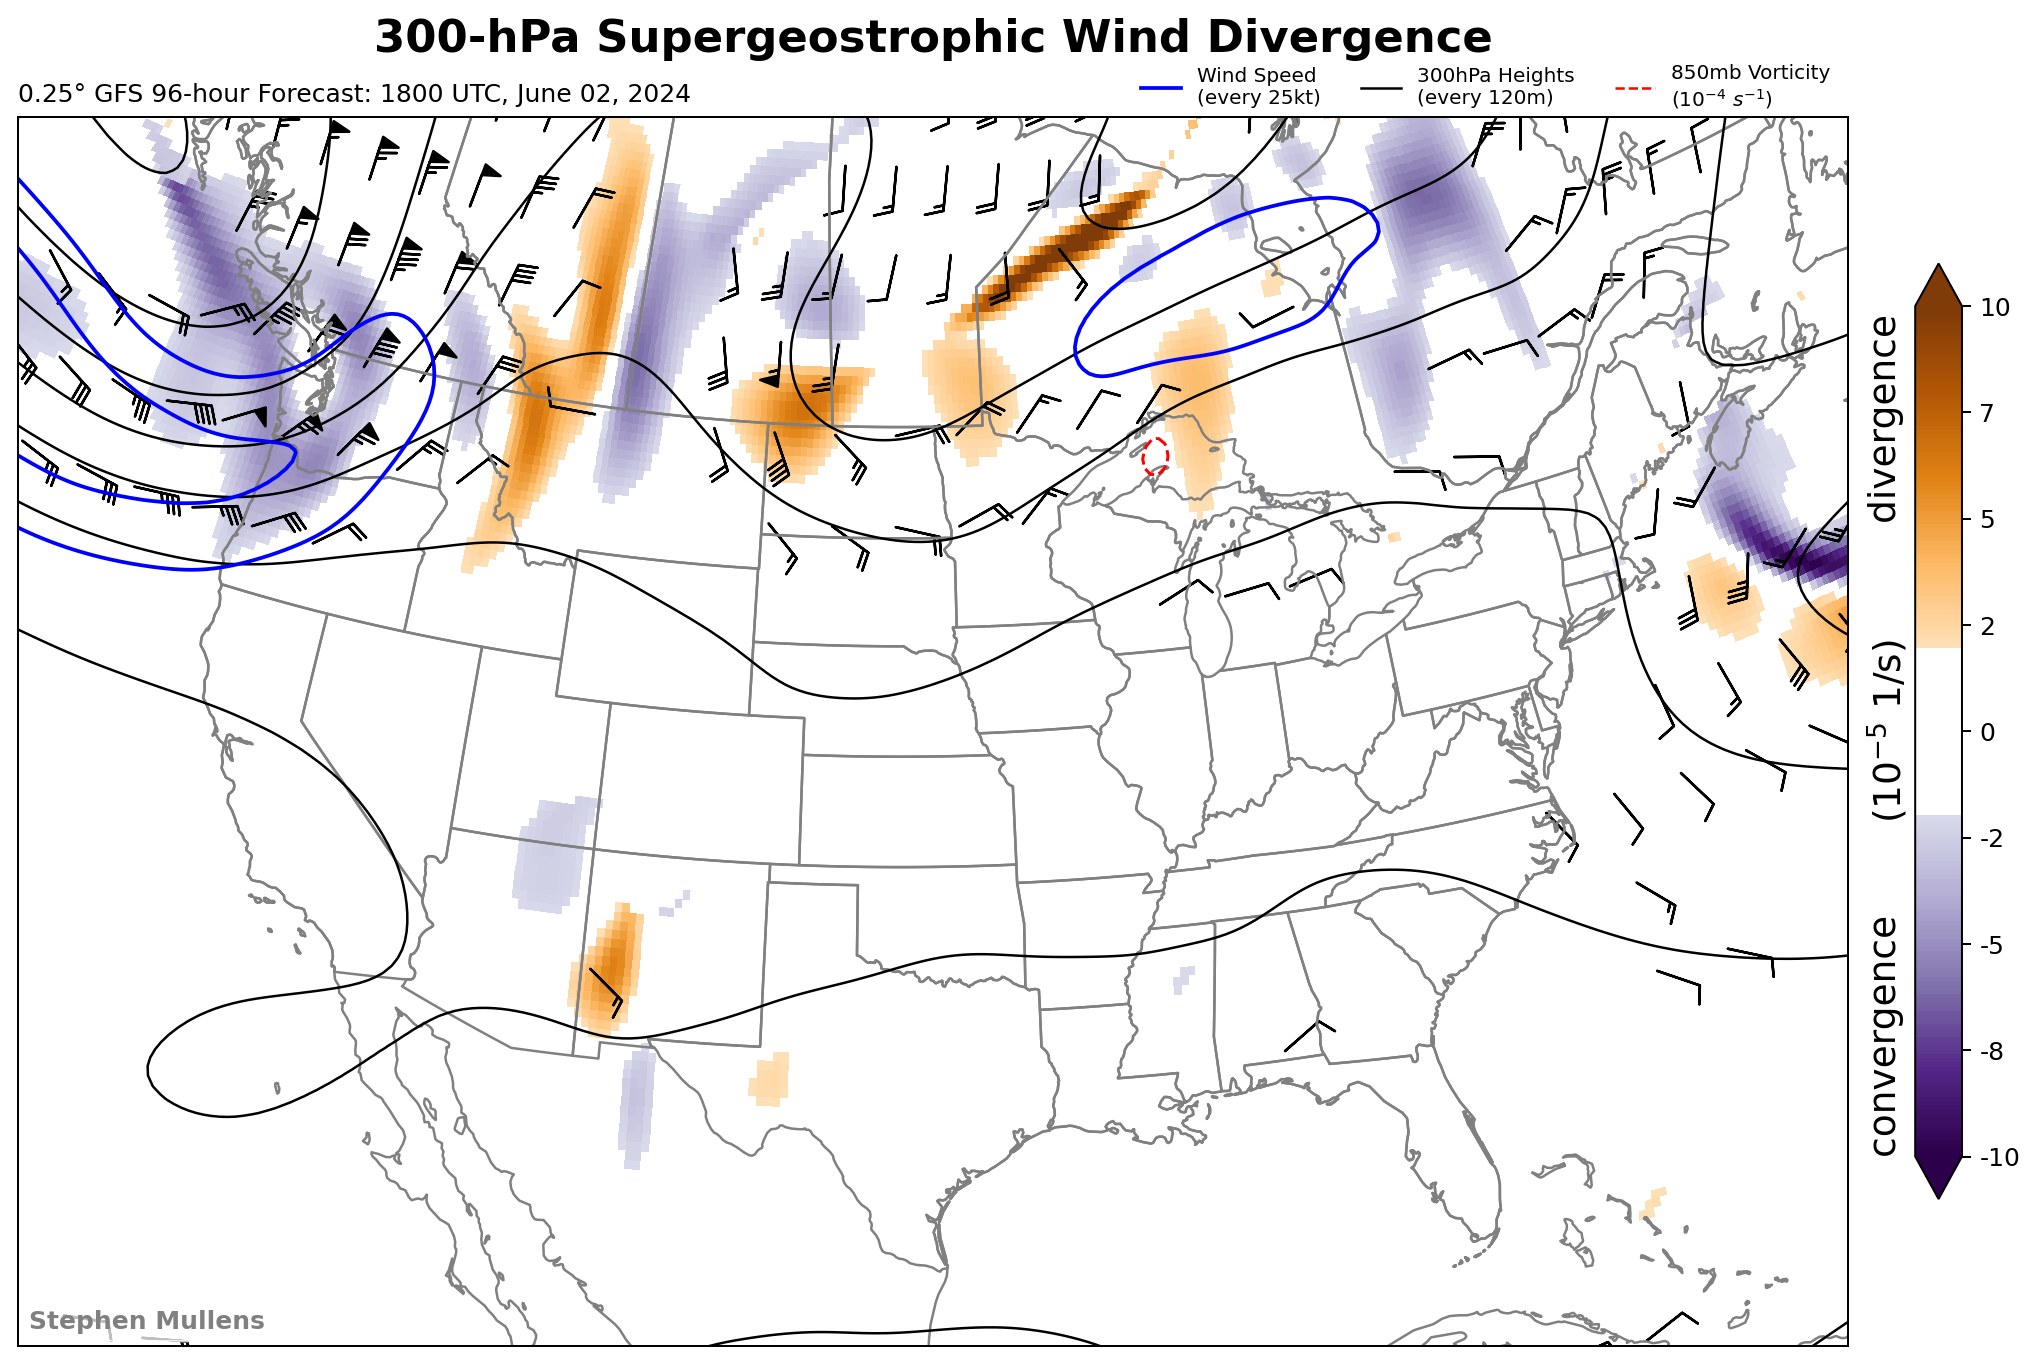 300-hPa Supergeostrophic Wind Divergence
0.25° GFS 96-hour Forecast: 1800 UTC, June 02, 2024
Wind Speed
(every 25kt)
300hPa Heights
(every 120m)
850mb Vorticity
(10⁻⁴ s⁻¹)
10
7
5
2
0
-2
-5
-8
-10
convergence (10⁻⁵ 1/s) divergence
Stephen Mullens